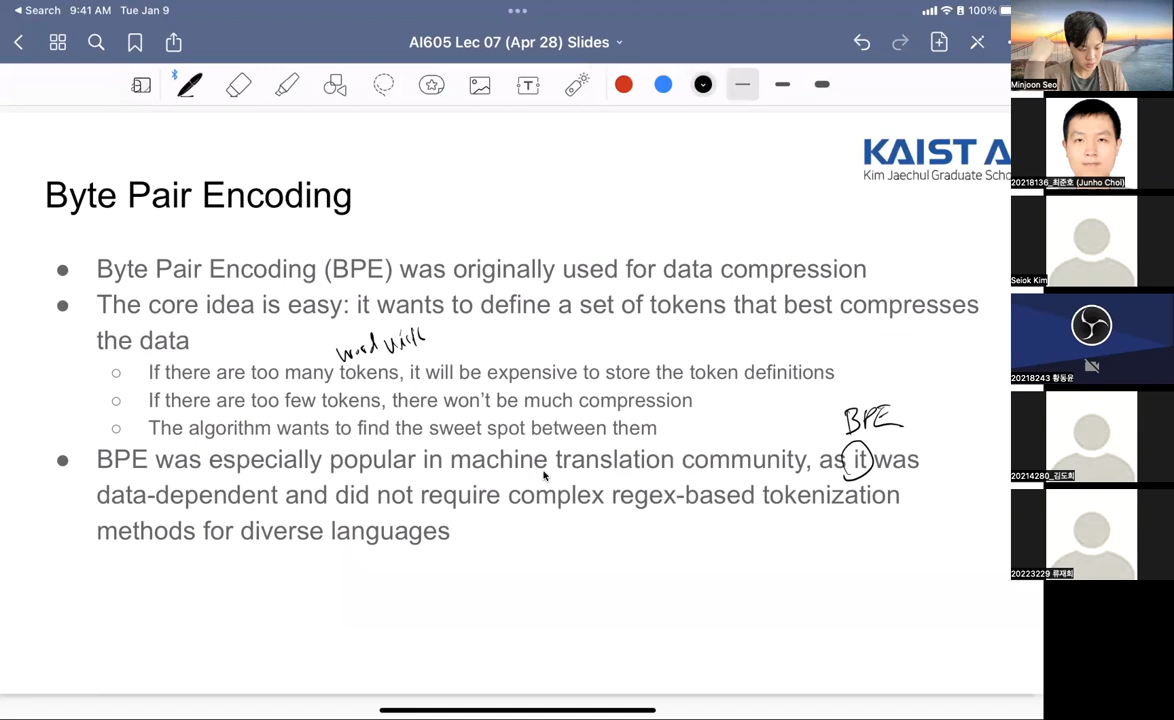 Search 9:41 AM Tue Jan 9
100%
AI605 Lec 07 (Apr 28) Slides
T
KAIST A
Kim Jaechul Graduate Scho
Byte Pair Encoding
Byte Pair Encoding (BPE) was originally used for data compression
The core idea is easy: it wants to define a set of tokens that best compresses
the data
word
If there are too many tokens, it will be expensive to store the token definitions
If there are too few tokens, there won't be much compression
The algorithm wants to find the sweet spot between them
BPE
BPE was especially popular in machine translation community, as it was
data-dependent and did not require complex regex-based tokenization
methods for diverse languages
Minjoon Seo
20218136_최준호 (Junho Choi)
Seiok Kim
20218243 황동윤
20214280_김도희
20223229 류재희